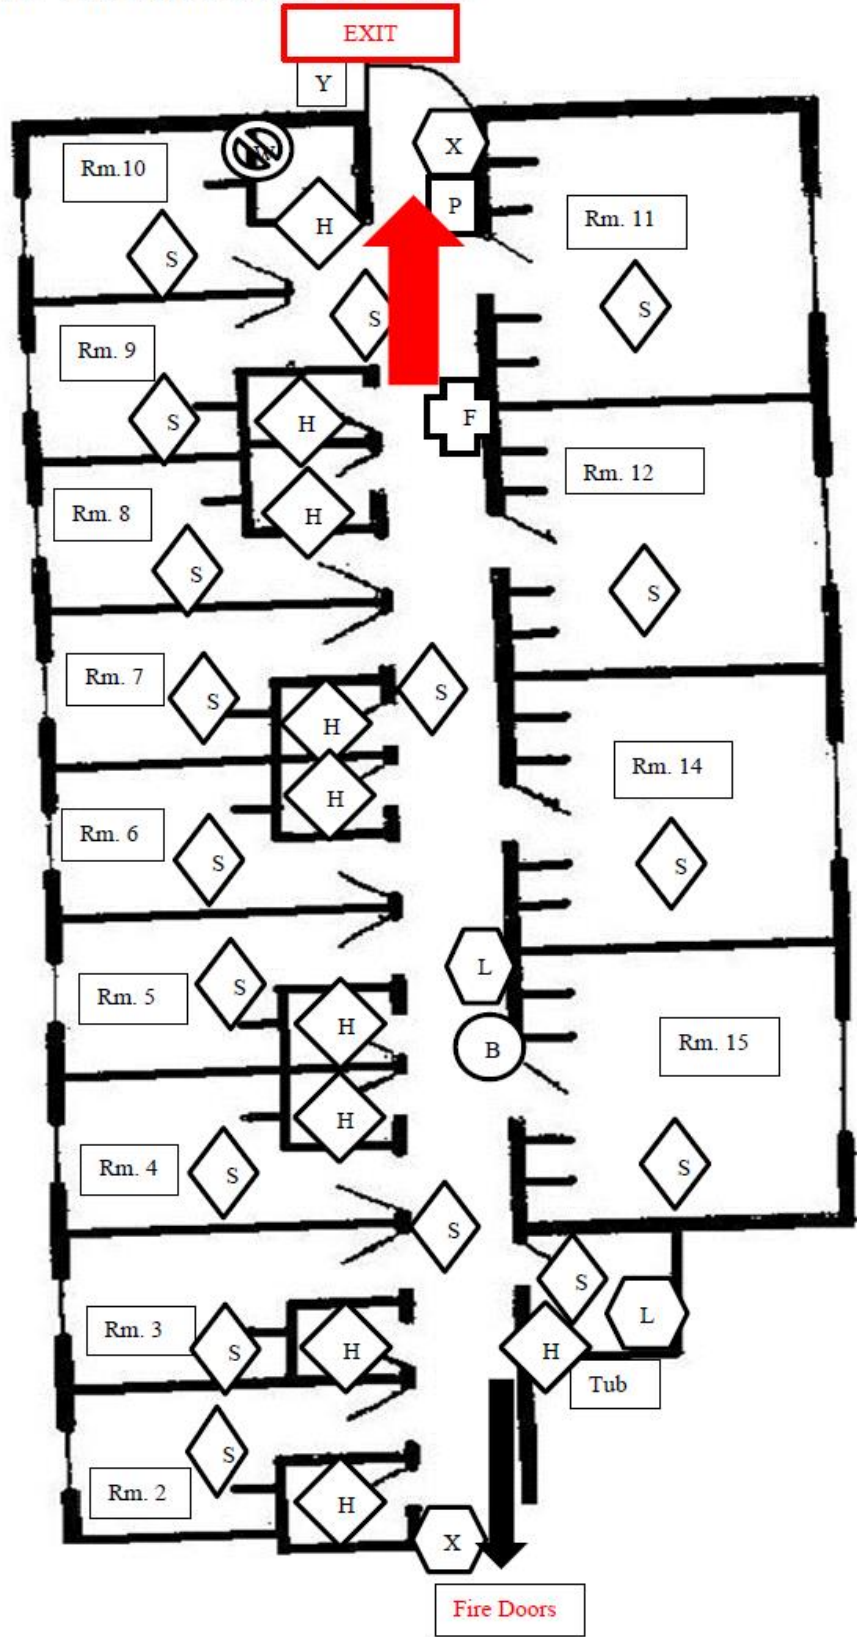 EXIT
Y
X
Rm.10
P
H
Rm. 11
S
S
S
Rm. 9
S
H
F
Rm. 12
Rm. 8
H
S
S
Rm. 7
S
H
S
Rm. 14
H
Rm. 6
S
S
L
Rm. 5
S
H
B
Rm. 15
H
Rm. 4
S
S
S
S
L
Rm. 3
S
H
H
Tub
S
Rm. 2
H
X
Fire Doors